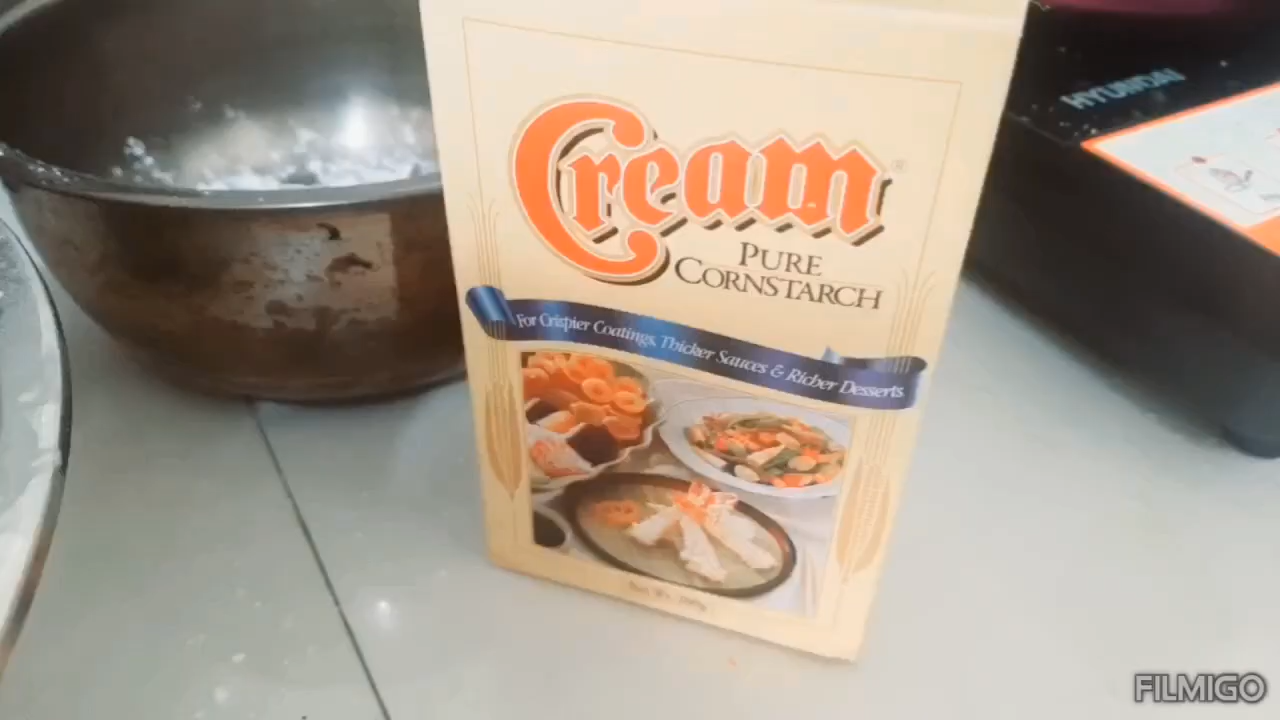 HYUNDAI
Cream®
PURE
CORNSTARCH
For Crispier Coatings, Thicker Sauces & Richer Desserts
FILMIGO